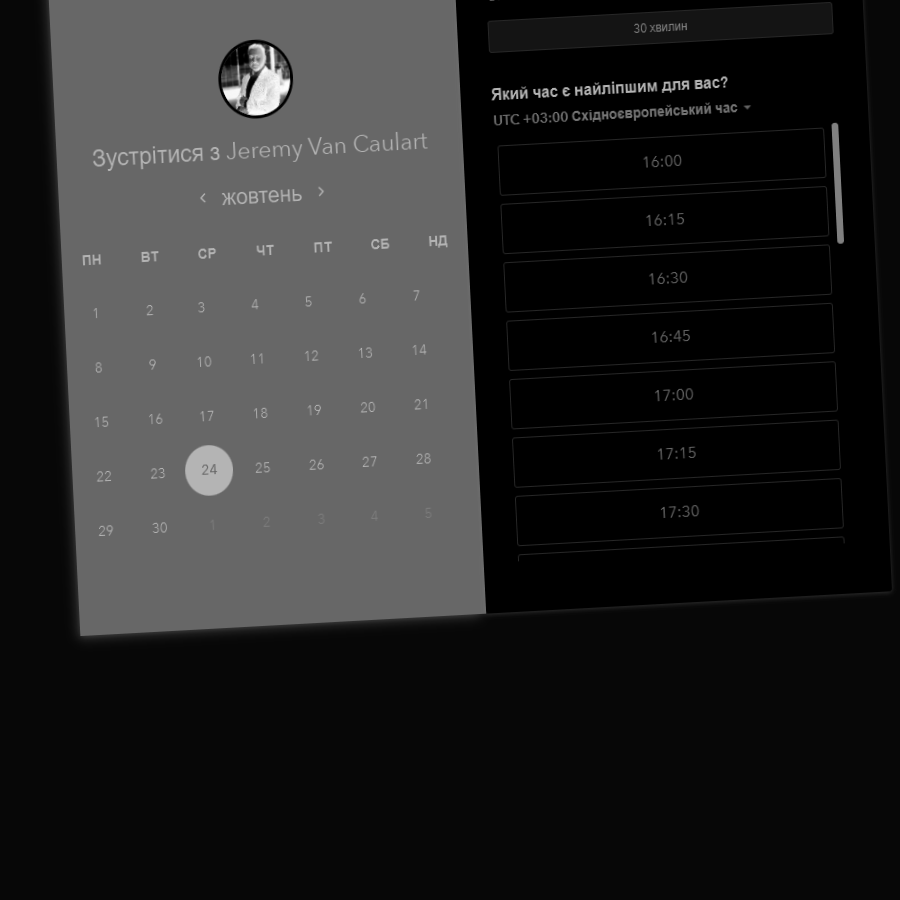 Зустрітися з Jeremy Van Caulart
‹ жовтень ›
ПН ВТ СР ЧТ ПТ СБ НД
1 2 3 4 5 6 7
8 9 10 11 12 13 14
15 16 17 18 19 20 21
22 23 24 25 26 27 28
29 30 1 2 3 4 5
30 хвилин
Який час є найліпшим для вас?
UTC +03:00 Східноєвропейський час
16:00
16:15
16:30
16:45
17:00
17:15
17:30